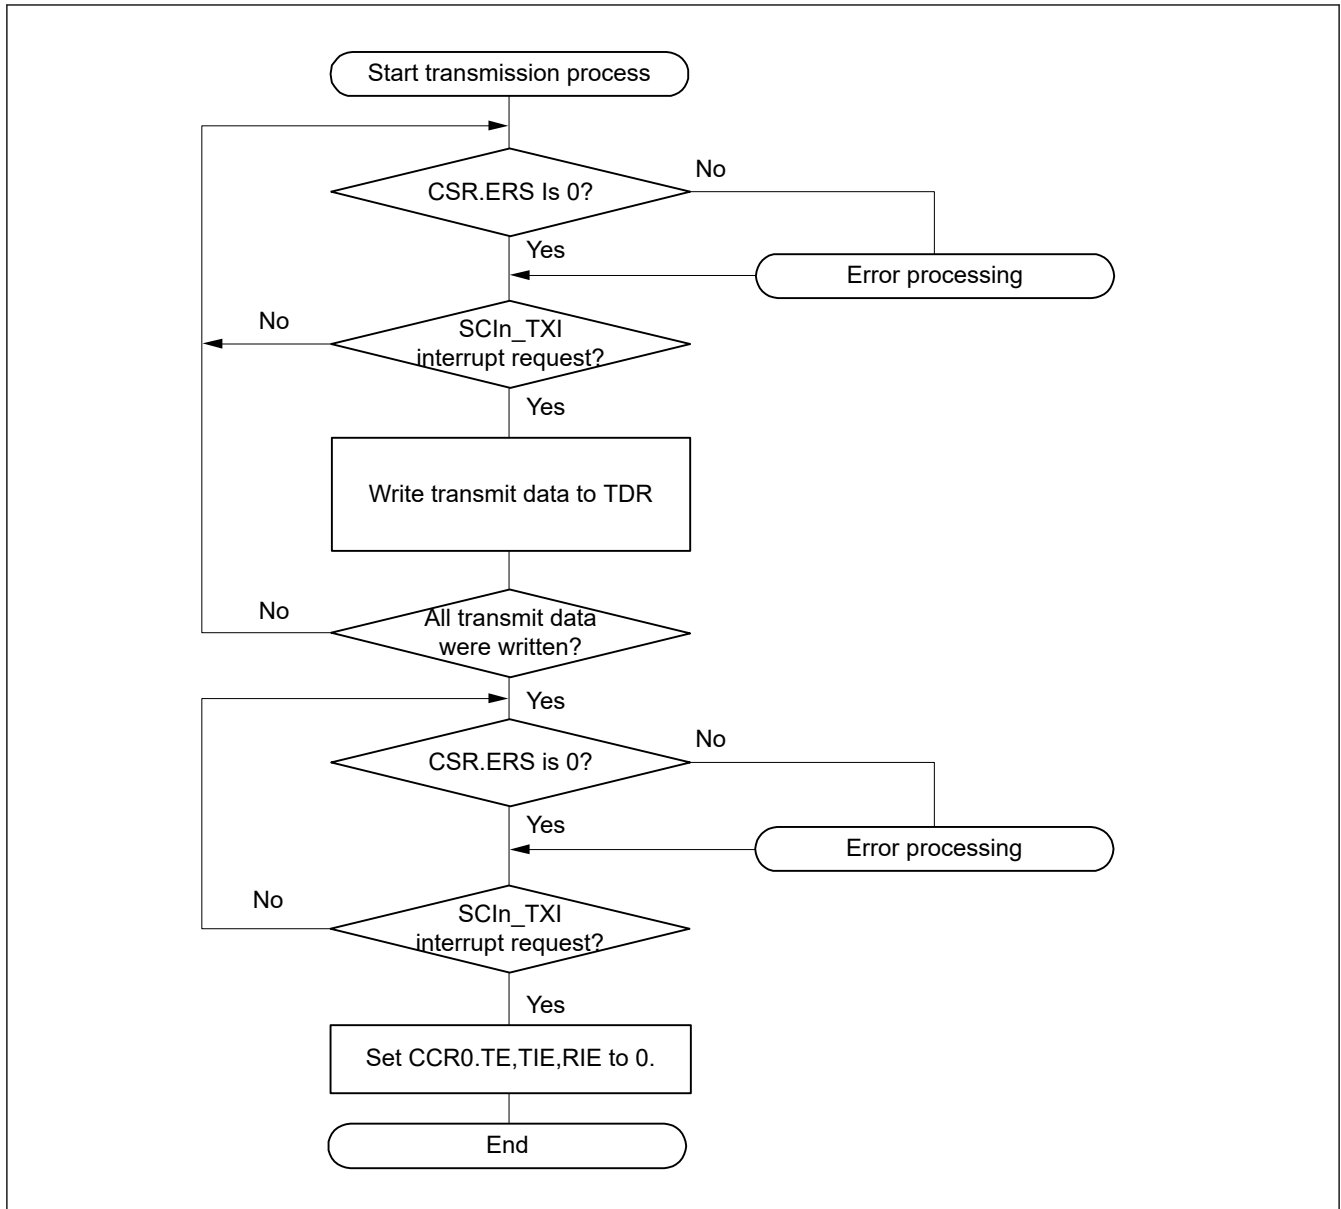 Start transmission process
CSR.ERS Is 0?
No
Yes
Error processing
No
SCIn_TXI
interrupt request?
Yes
Write transmit data to TDR
No
All transmit data
were written?
Yes
CSR.ERS is 0?
No
Yes
Error processing
No
SCIn_TXI
interrupt request?
Yes
Set CCR0.TE,TIE,RIE to 0.
End